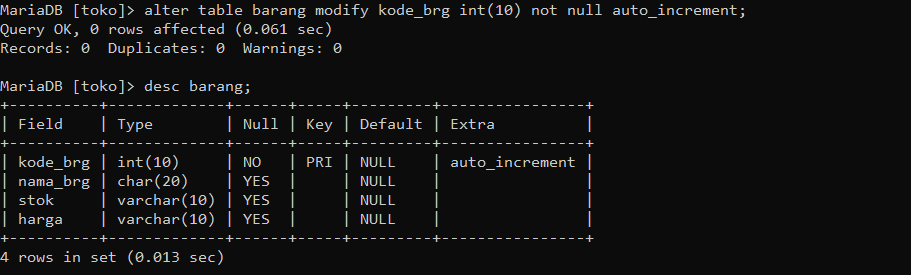 MariaDB [toko]> alter table barang modify kode_brg int(10) not null auto_increment;
Query OK, 0 rows affected (0.061 sec)
Records: 0  Duplicates: 0  Warnings: 0

MariaDB [toko]> desc barang;
+----------+-------------+------+-----+---------+----------------+
| Field    | Type        | Null | Key | Default | Extra          |
+----------+-------------+------+-----+---------+----------------+
| kode_brg | int(10)     | NO   | PRI | NULL    | auto_increment |
| nama_brg | char(20)    | YES  |     | NULL    |                |
| stok     | varchar(10) | YES  |     | NULL    |                |
| harga    | varchar(10) | YES  |     | NULL    |                |
+----------+-------------+------+-----+---------+----------------+
4 rows in set (0.013 sec)